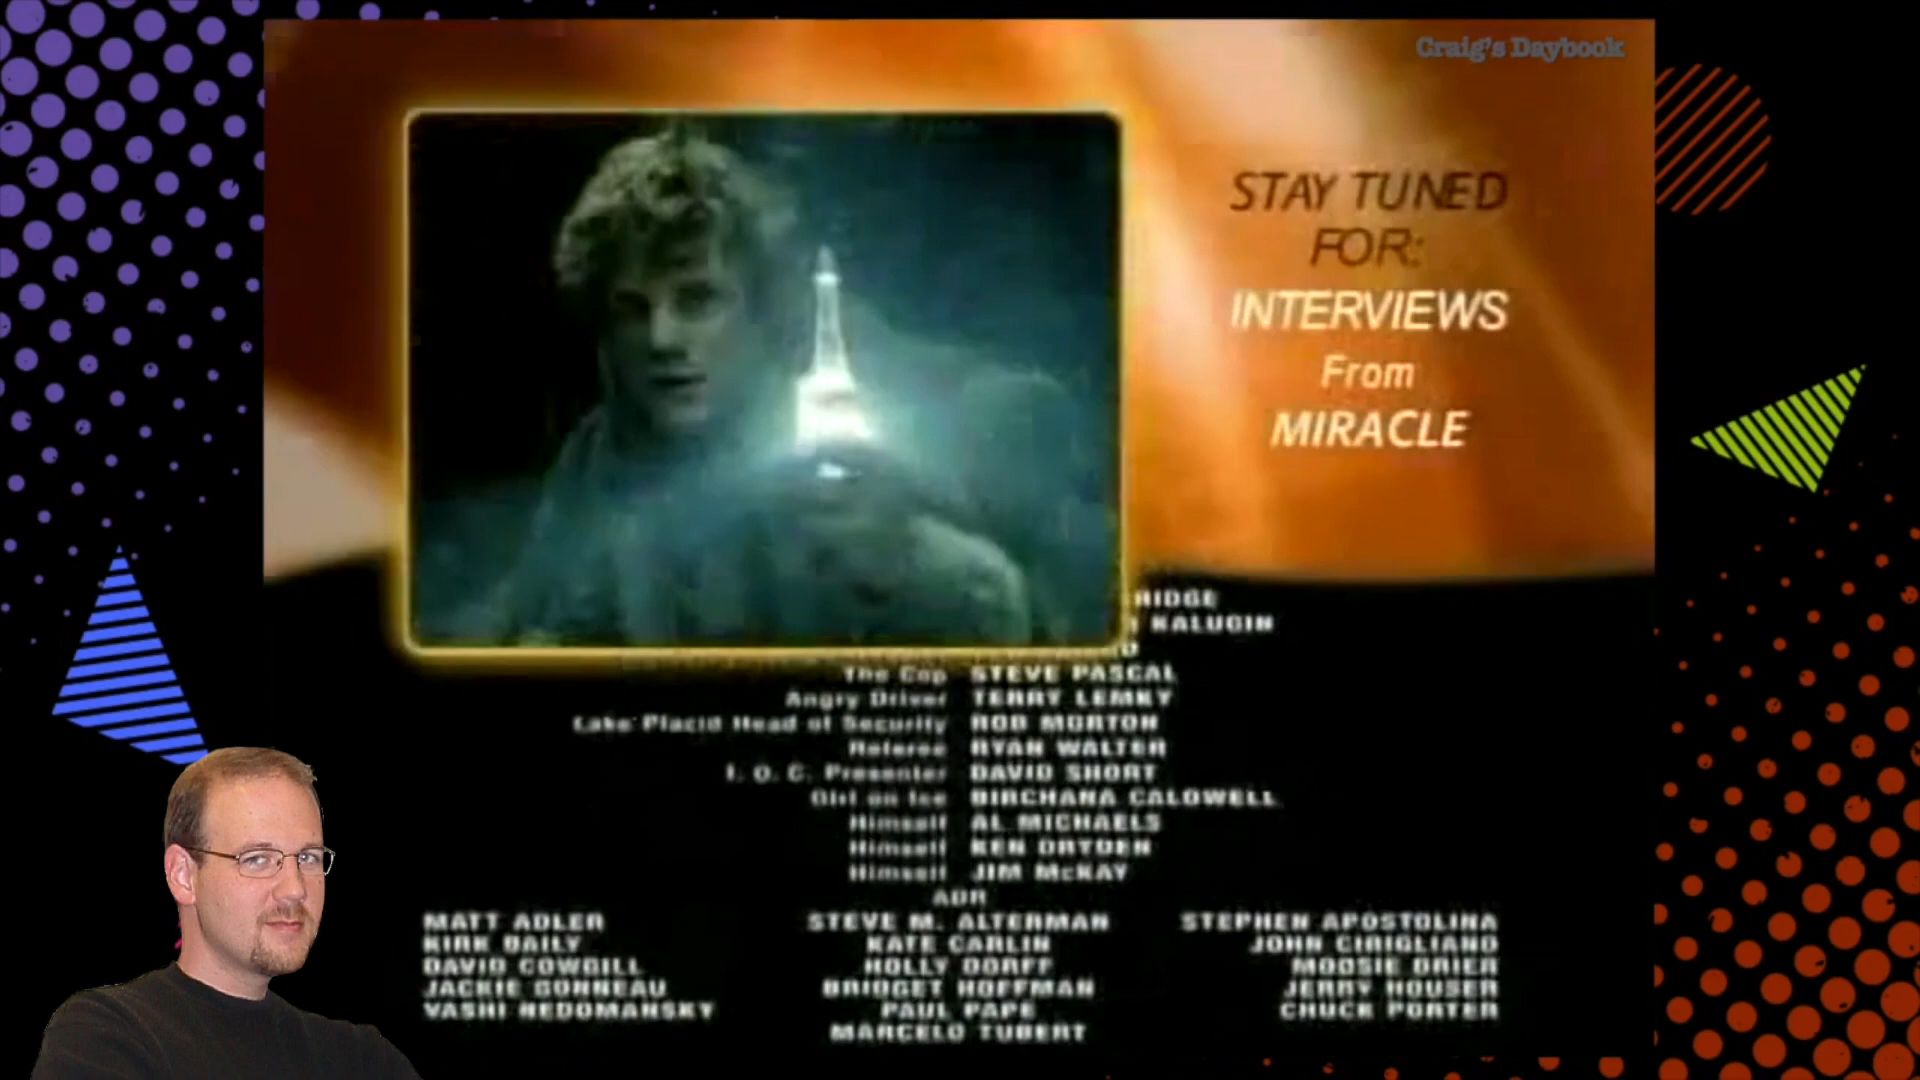 Craig's Daybook
STAY TUNED
FOR:
INTERVIEWS
From
MIRACLE
RIDGE
KALUGIN
The Cop STEVE PASCAL
Angry Driver TERRY LEMKY
Lake Placid Head of Security ROB MORTON
Referee RYAN WALTER
I. O. C. Presenter DAVID SHORT
Girl on Ice BIRCHANA CALDWELL
Himself AL MICHAELS
Himself KEN DRYDEN
Himself JIM McKAY
ADR
MATT ADLER STEVE M. ALTERMAN STEPHEN APOSTOLINA
KIRK BAILY KATE CARLIN JOHN CIRIGLIANO
DAVID COWGILL HOLLY DORFF MOOSIE DRIER
JACKIE GONNEAU BRIDGET HOFFMAN JERRY HOUSER
VASHI NEDOMANSKY PAUL PAPE CHUCK PORTER
MARCELO TUBERT